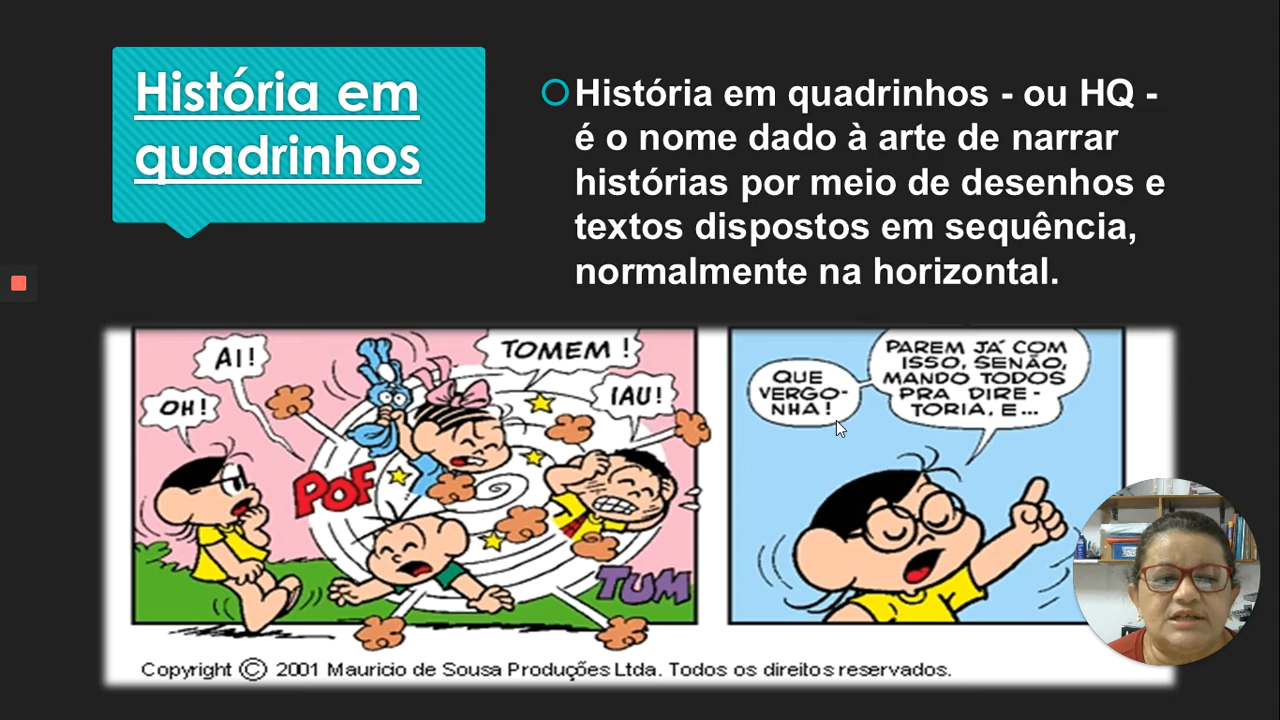 História em
quadrinhos
História em quadrinhos - ou HQ -
é o nome dado à arte de narrar
histórias por meio de desenhos e
textos dispostos em sequência,
normalmente na horizontal.
OH!
AI!
TOMEM!
IAU!
POF
TUM
QUE
VERGO-
NHA!
PAREM JÁ COM
ISSO, SENÃO,
MANDO TODOS
PRA DIRE-
TORIA, E...
Copyright © 2001 Mauricio de Sousa Produções Ltda. Todos os direitos reservados.